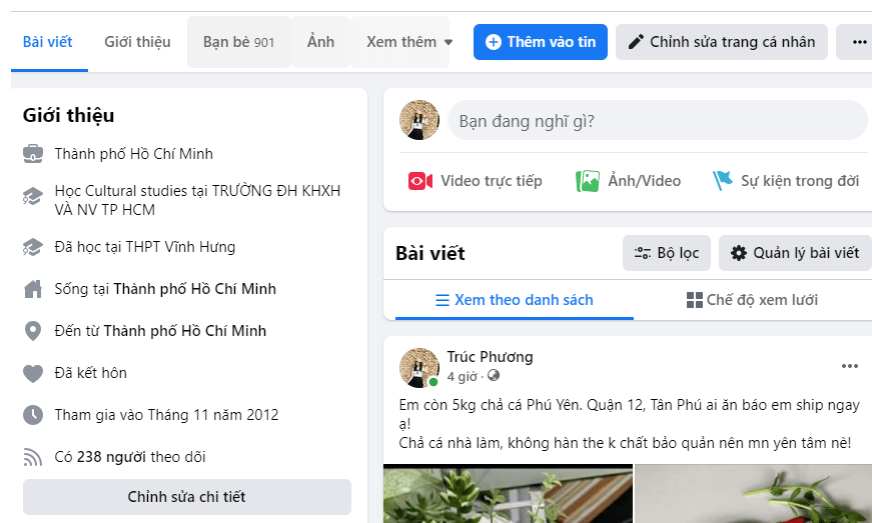 Bài viết
Giới thiệu
Bạn bè 901
Ảnh
Xem thêm
Thêm vào tin
Chỉnh sửa trang cá nhân
Giới thiệu
Thành phố Hồ Chí Minh
Học Cultural studies tại TRƯỜNG ĐH KHXH
VÀ NV TP HCM
Đã học tại THPT Vĩnh Hưng
Sống tại Thành phố Hồ Chí Minh
Đến từ Thành phố Hồ Chí Minh
Đã kết hôn
Tham gia vào Tháng 11 năm 2012
Có 238 người theo dõi
Chỉnh sửa chi tiết
Bạn đang nghĩ gì?
Video trực tiếp
Ảnh/Video
Sự kiện trong đời
Bài viết
Bộ lọc
Quản lý bài viết
Xem theo danh sách
Chế độ xem lưới
Trúc Phương
4 giờ ·
Em còn 5kg chả cá Phú Yên. Quận 12, Tân Phú ai ăn báo em ship ngay
ạ!
Chả cá nhà làm, không hàn the k chất bảo quản nên mn yên tâm nè!